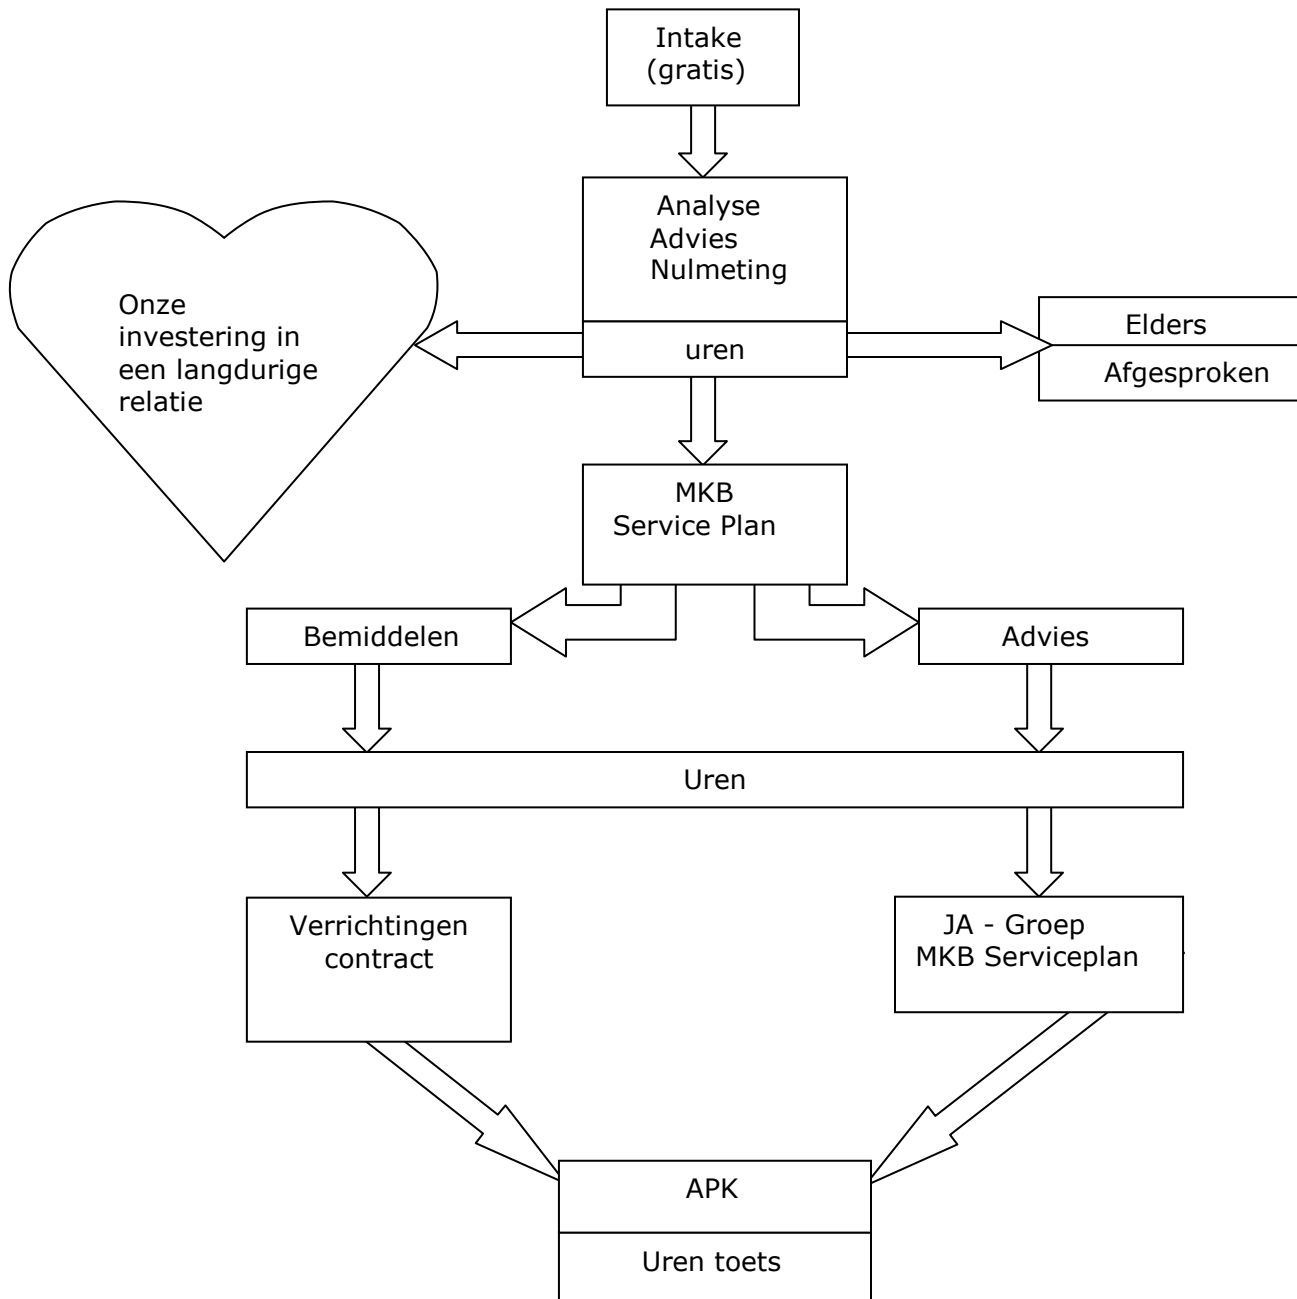 Intake
(gratis)
Analyse
Advies
Nulmeting
Onze
investering in
een langdurige
relatie
uren
Elders
Afgesproken
MKB
Service Plan
Bemiddelen
Advies
Uren
Verrichtingen
contract
JA - Groep
MKB Serviceplan
APK
Uren toets